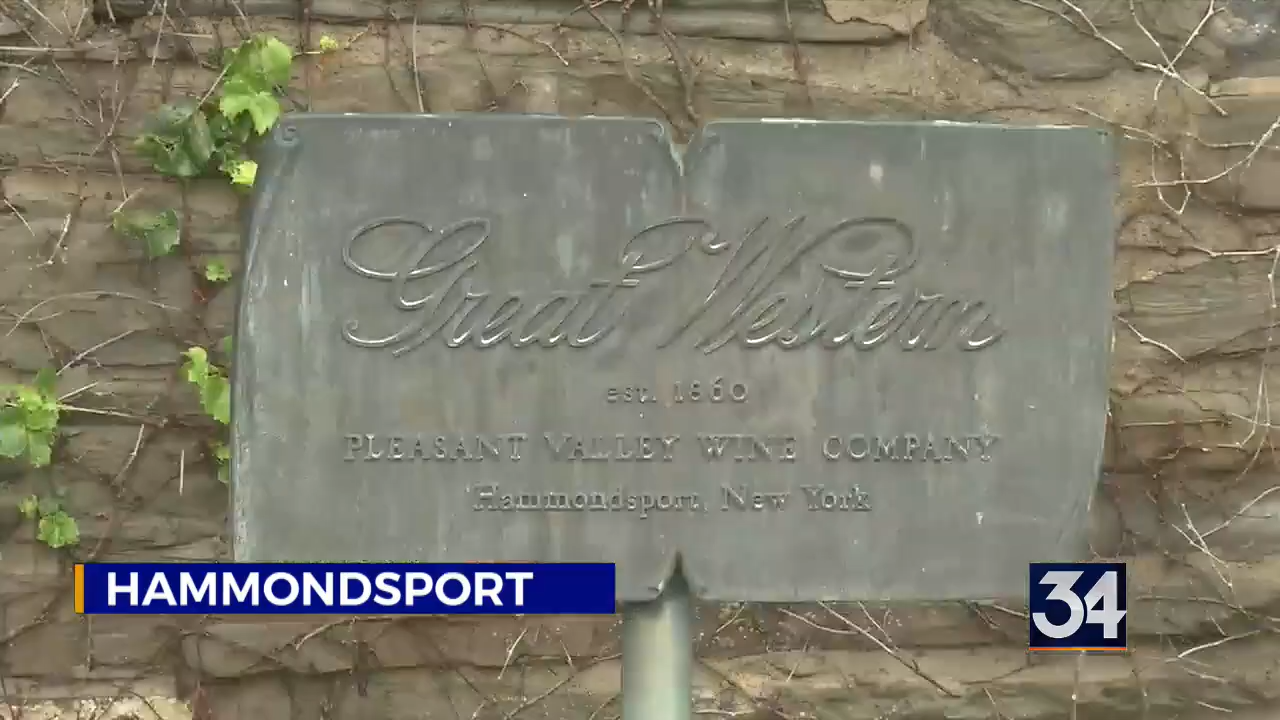 Great Western
est. 1860
PLEASANT VALLEY WINE COMPANY
Hammondsport, New York
HAMMONDSPORT
34